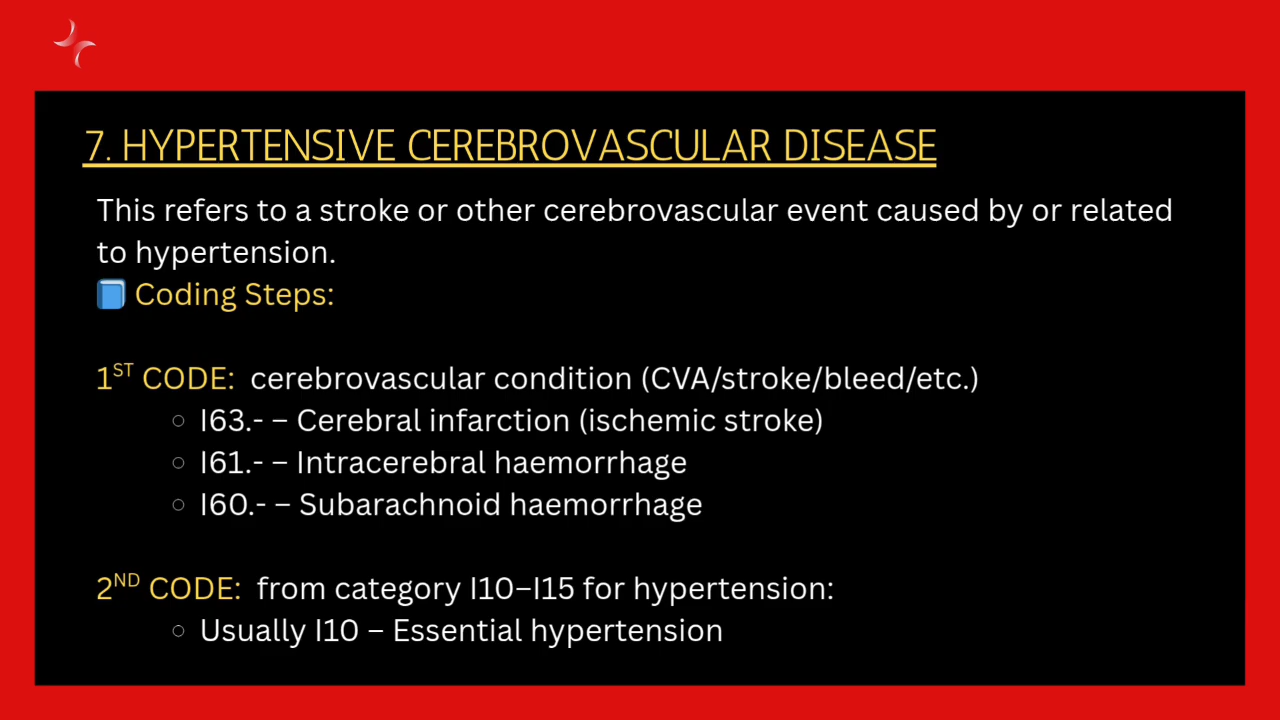 7. HYPERTENSIVE CEREBROVASCULAR DISEASE
This refers to a stroke or other cerebrovascular event caused by or related
to hypertension.
📘 Coding Steps:
1ST CODE: cerebrovascular condition (CVA/stroke/bleed/etc.)
○ I63.- – Cerebral infarction (ischemic stroke)
○ I61.- – Intracerebral haemorrhage
○ I60.- – Subarachnoid haemorrhage
2ND CODE: from category I10–I15 for hypertension:
○ Usually I10 – Essential hypertension